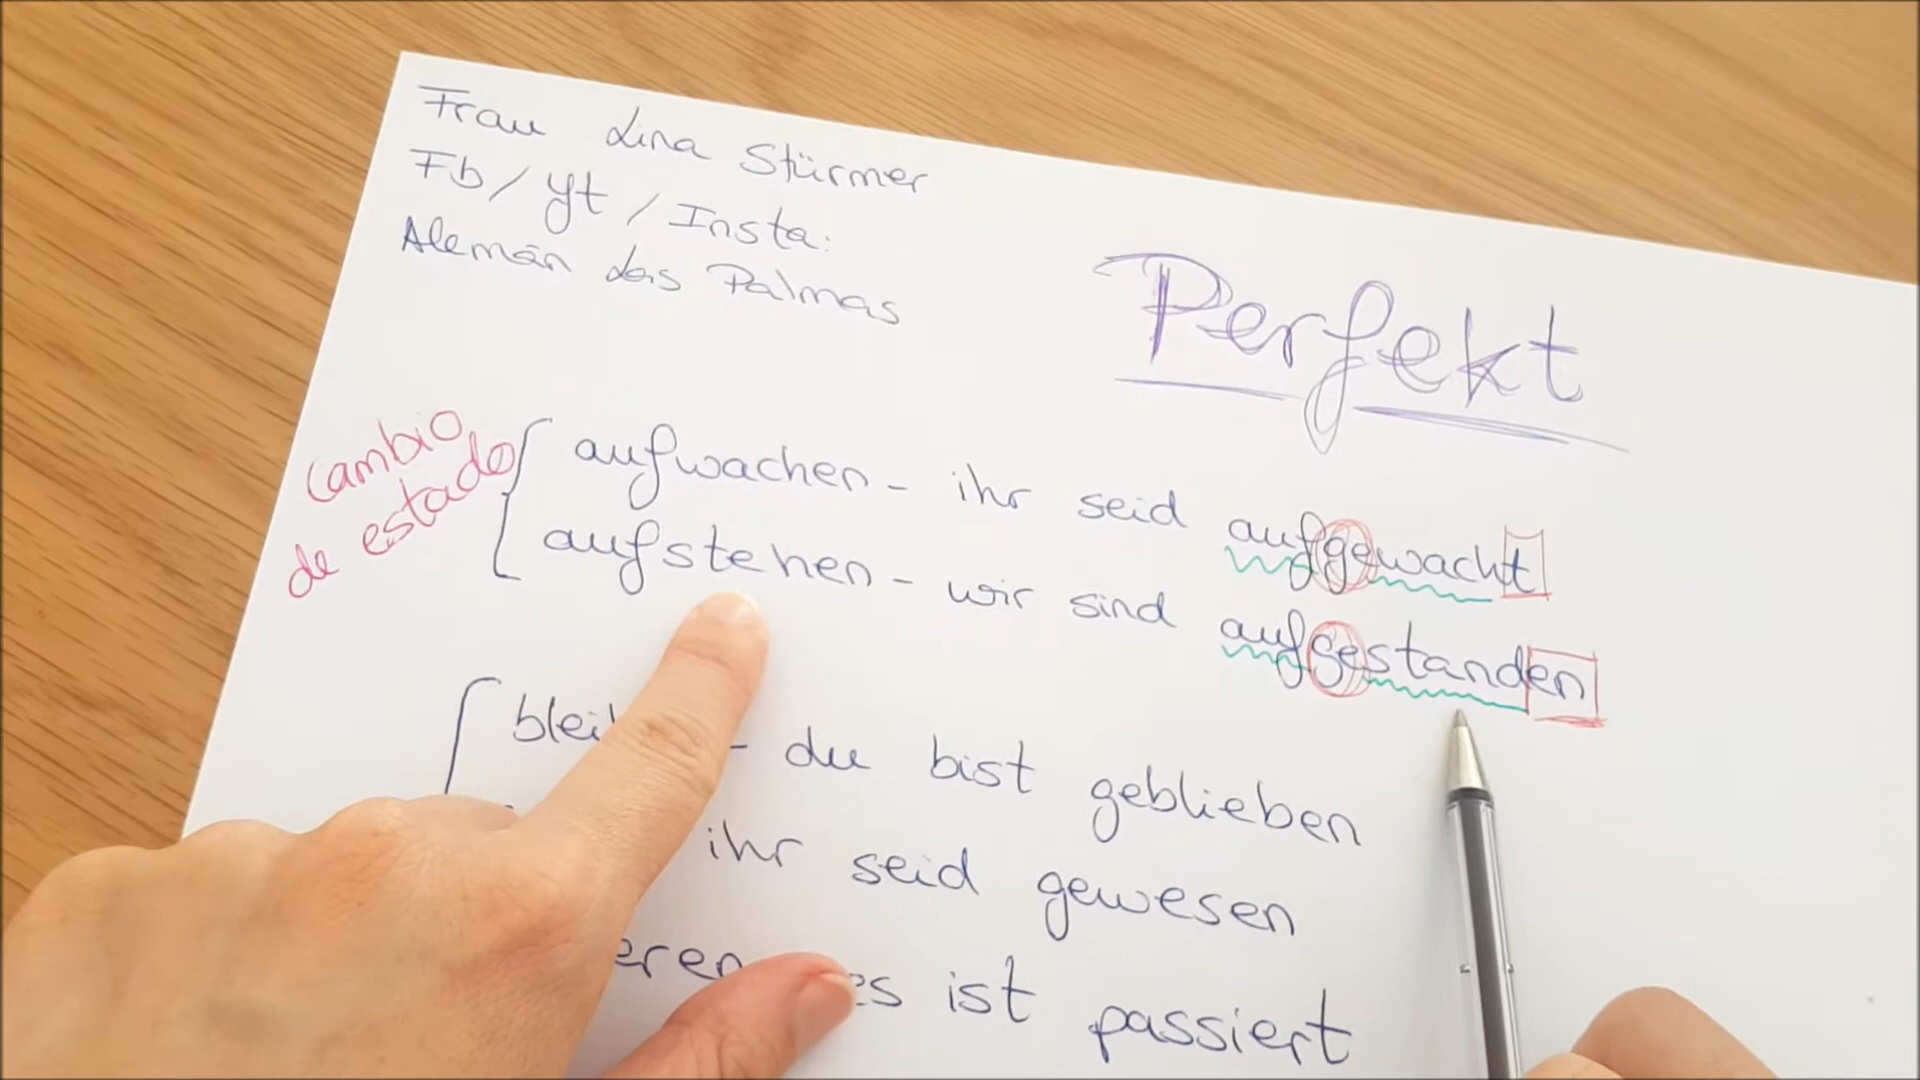 Frau Lina Stürmer
Fb / yt / Insta:
Alemán Las Palmas
Perfekt
cambio
de estado
aufwachen - ihr seid aufgewacht
aufstehen - wir sind aufgestanden
- du bist geblieben
ihr seid gewesen
es ist passiert